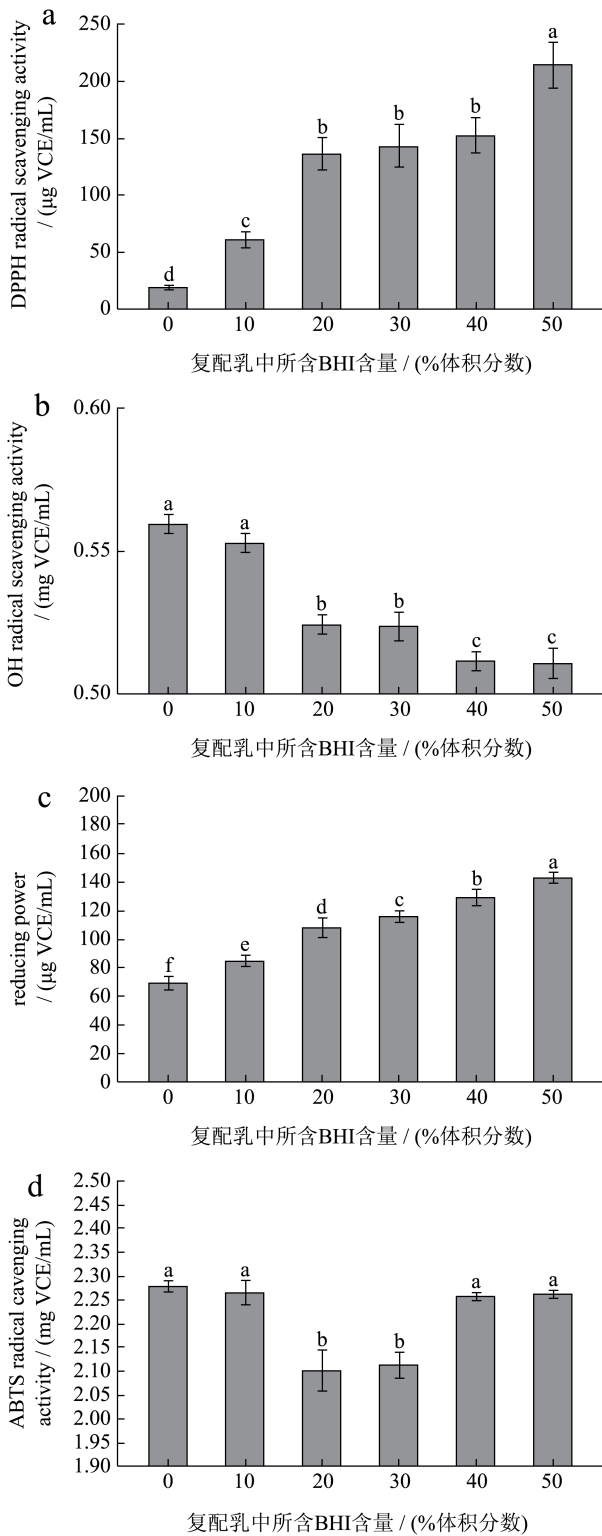 a
DPPH radical scavenging activity
/ (μg VCE/mL)
250
200
150
100
50
0
d
c
b
b
b
a
0 10 20 30 40 50
复配乳中所含BHI含量 / (%体积分数)
b
OH radical scavenging activity
/ (mg VCE/mL)
0.60
0.55
0.50
a
a
b
b
c
c
0 10 20 30 40 50
复配乳中所含BHI含量 / (%体积分数)
c
reducing power
/ (μg VCE/mL)
200
180
160
140
120
100
80
60
40
20
0
f
e
d
c
b
a
0 10 20 30 40 50
复配乳中所含BHI含量 / (%体积分数)
d
ABTS radical cavenging
activity / (mg VCE/mL)
2.50
2.45
2.40
2.35
2.30
2.25
2.20
2.15
2.10
2.05
2.00
1.95
1.90
a
a
b
b
a
a
0 10 20 30 40 50
复配乳中所含BHI含量 / (%体积分数)